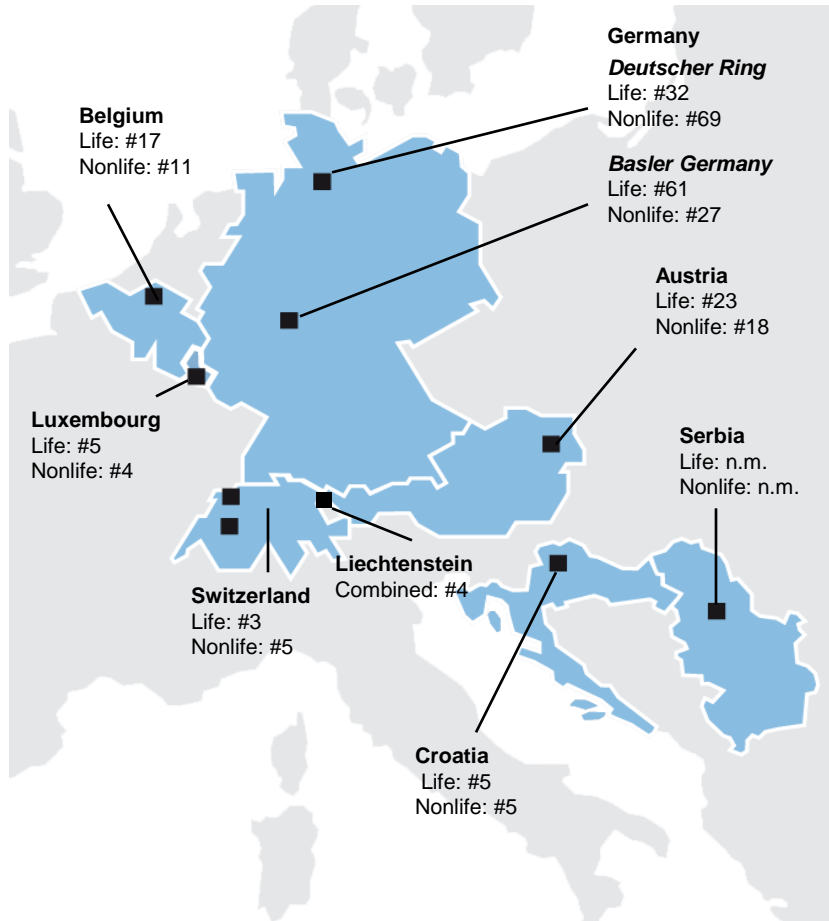 Germany
Deutscher Ring
Life: #32
Nonlife: #69
Belgium
Life: #17
Nonlife: #11
Basler Germany
Life: #61
Nonlife: #27
Austria
Life: #23
Nonlife: #18
Luxembourg
Life: #5
Nonlife: #4
Serbia
Life: n.m.
Nonlife: n.m.
Liechtenstein
Combined: #4
Switzerland
Life: #3
Nonlife: #5
Croatia
Life: #5
Nonlife: #5